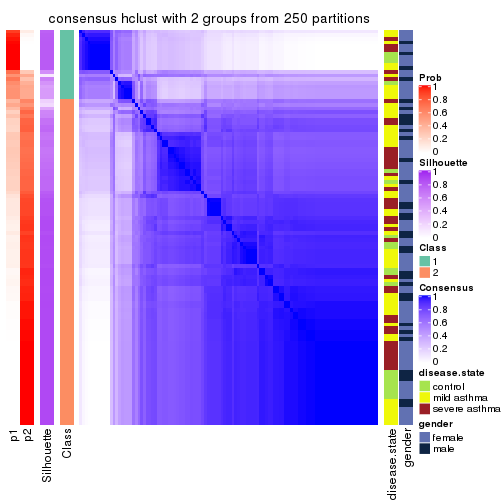 consensus hclust with 2 groups from 250 partitions
Prob
1
0.8
0.6
0.4
0.2
0
Silhouette
1
0.8
0.6
0.4
0.2
0
Class
1
2
Consensus
1
0.8
0.6
0.4
0.2
0
disease.state
control
mild asthma
severe asthma
gender
female
male
p1
p2
Silhouette
Class
disease.state
gender